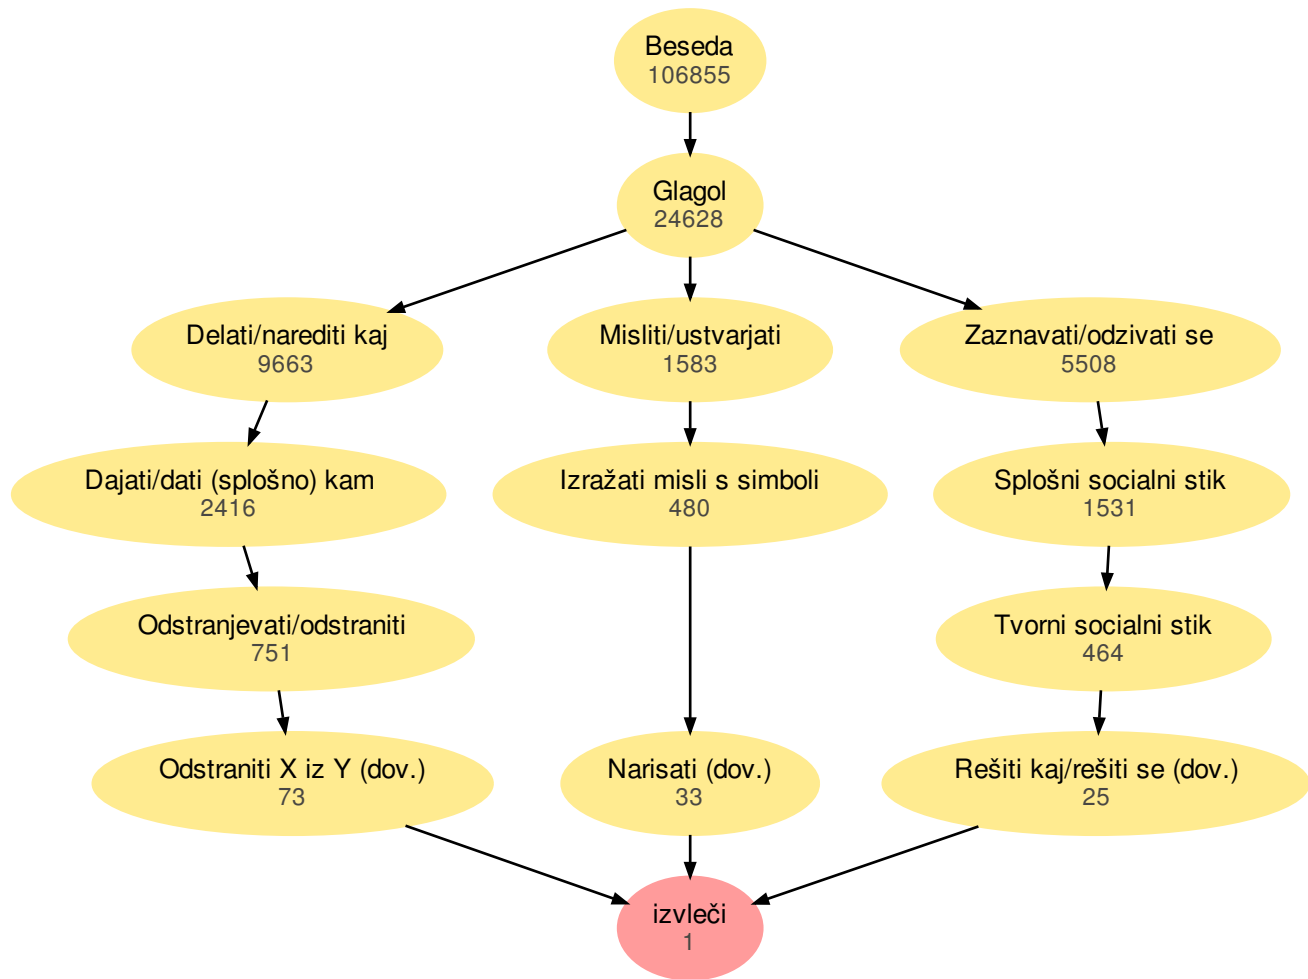 Beseda
106855
Glagol
24628
Delati/narediti kaj
9663
Misliti/ustvarjati
1583
Zaznavati/odzivati se
5508
Dajati/dati (splošno) kam
2416
Izražati misli s simboli
480
Splošni socialni stik
1531
Odstranjevati/odstraniti
751
Tvorni socialni stik
464
Odstraniti X iz Y (dov.)
73
Narisati (dov.)
33
Rešiti kaj/rešiti se (dov.)
25
izvleči
1